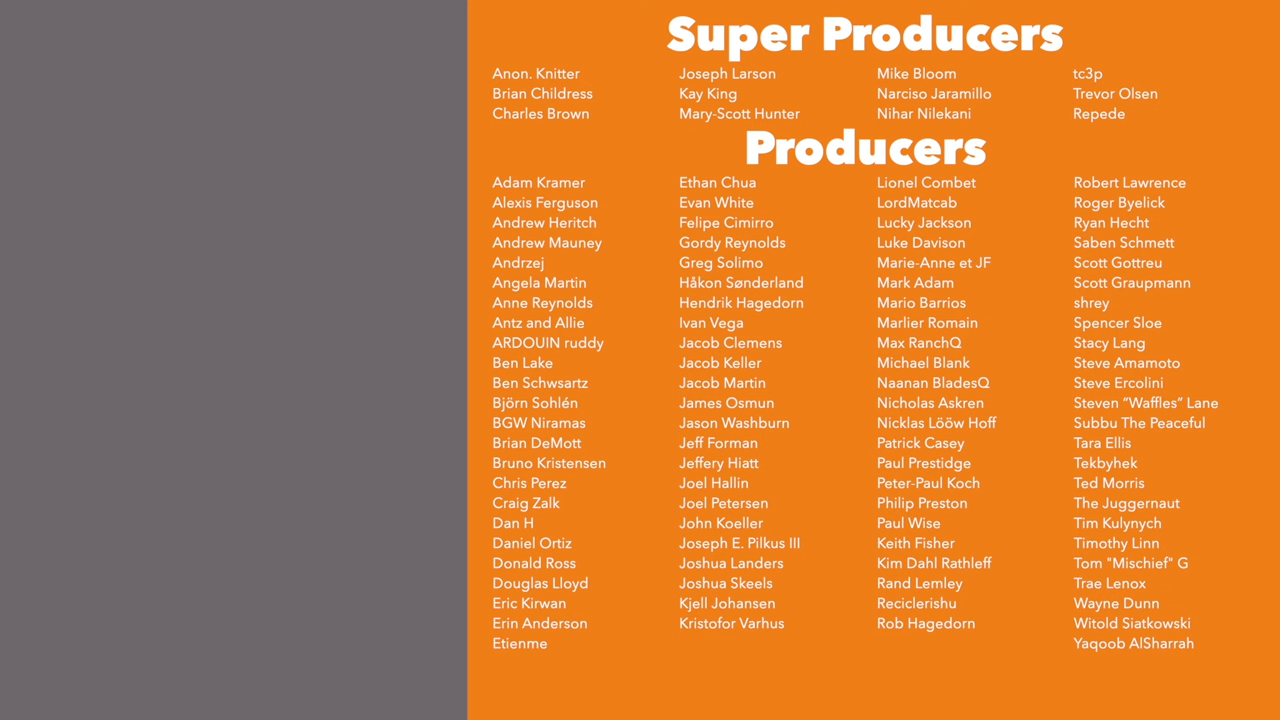 Super Producers
Anon. Knitter
Brian Childress
Charles Brown
Joseph Larson
Kay King
Mary-Scott Hunter
Mike Bloom
Narciso Jaramillo
Nihar Nilekani
tc3p
Trevor Olsen
Repede
Producers
Adam Kramer
Alexis Ferguson
Andrew Heritch
Andrew Mauney
Andrzej
Angela Martin
Anne Reynolds
Antz and Allie
ARDOUIN ruddy
Ben Lake
Ben Schwsartz
Björn Sohlén
BGW Niramas
Brian DeMott
Bruno Kristensen
Chris Perez
Craig Zalk
Dan H
Daniel Ortiz
Donald Ross
Douglas Lloyd
Eric Kirwan
Erin Anderson
Etienme
Ethan Chua
Evan White
Felipe Cimirro
Gordy Reynolds
Greg Solimo
Håkon Sønderland
Hendrik Hagedorn
Ivan Vega
Jacob Clemens
Jacob Keller
Jacob Martin
James Osmun
Jason Washburn
Jeff Forman
Jeffery Hiatt
Joel Hallin
Joel Petersen
John Koeller
Joseph E. Pilkus III
Joshua Landers
Joshua Skeels
Kjell Johansen
Kristofor Varhus
Lionel Combet
LordMatcab
Lucky Jackson
Luke Davison
Marie-Anne et JF
Mark Adam
Mario Barrios
Marlier Romain
Max RanchQ
Michael Blank
Naanan BladesQ
Nicholas Askren
Nicklas Lööw Hoff
Patrick Casey
Paul Prestidge
Peter-Paul Koch
Philip Preston
Paul Wise
Keith Fisher
Kim Dahl Rathleff
Rand Lemley
Reciclerishu
Rob Hagedorn
Robert Lawrence
Roger Byelick
Ryan Hecht
Saben Schmett
Scott Gottreu
Scott Graupmann
shrey
Spencer Sloe
Stacy Lang
Steve Amamoto
Steve Ercolini
Steven “Waffles” Lane
Subbu The Peaceful
Tara Ellis
Tekbyhek
Ted Morris
The Juggernaut
Tim Kulynych
Timothy Linn
Tom "Mischief" G
Trae Lenox
Wayne Dunn
Witold Siatkowski
Yaqoob AlSharrah